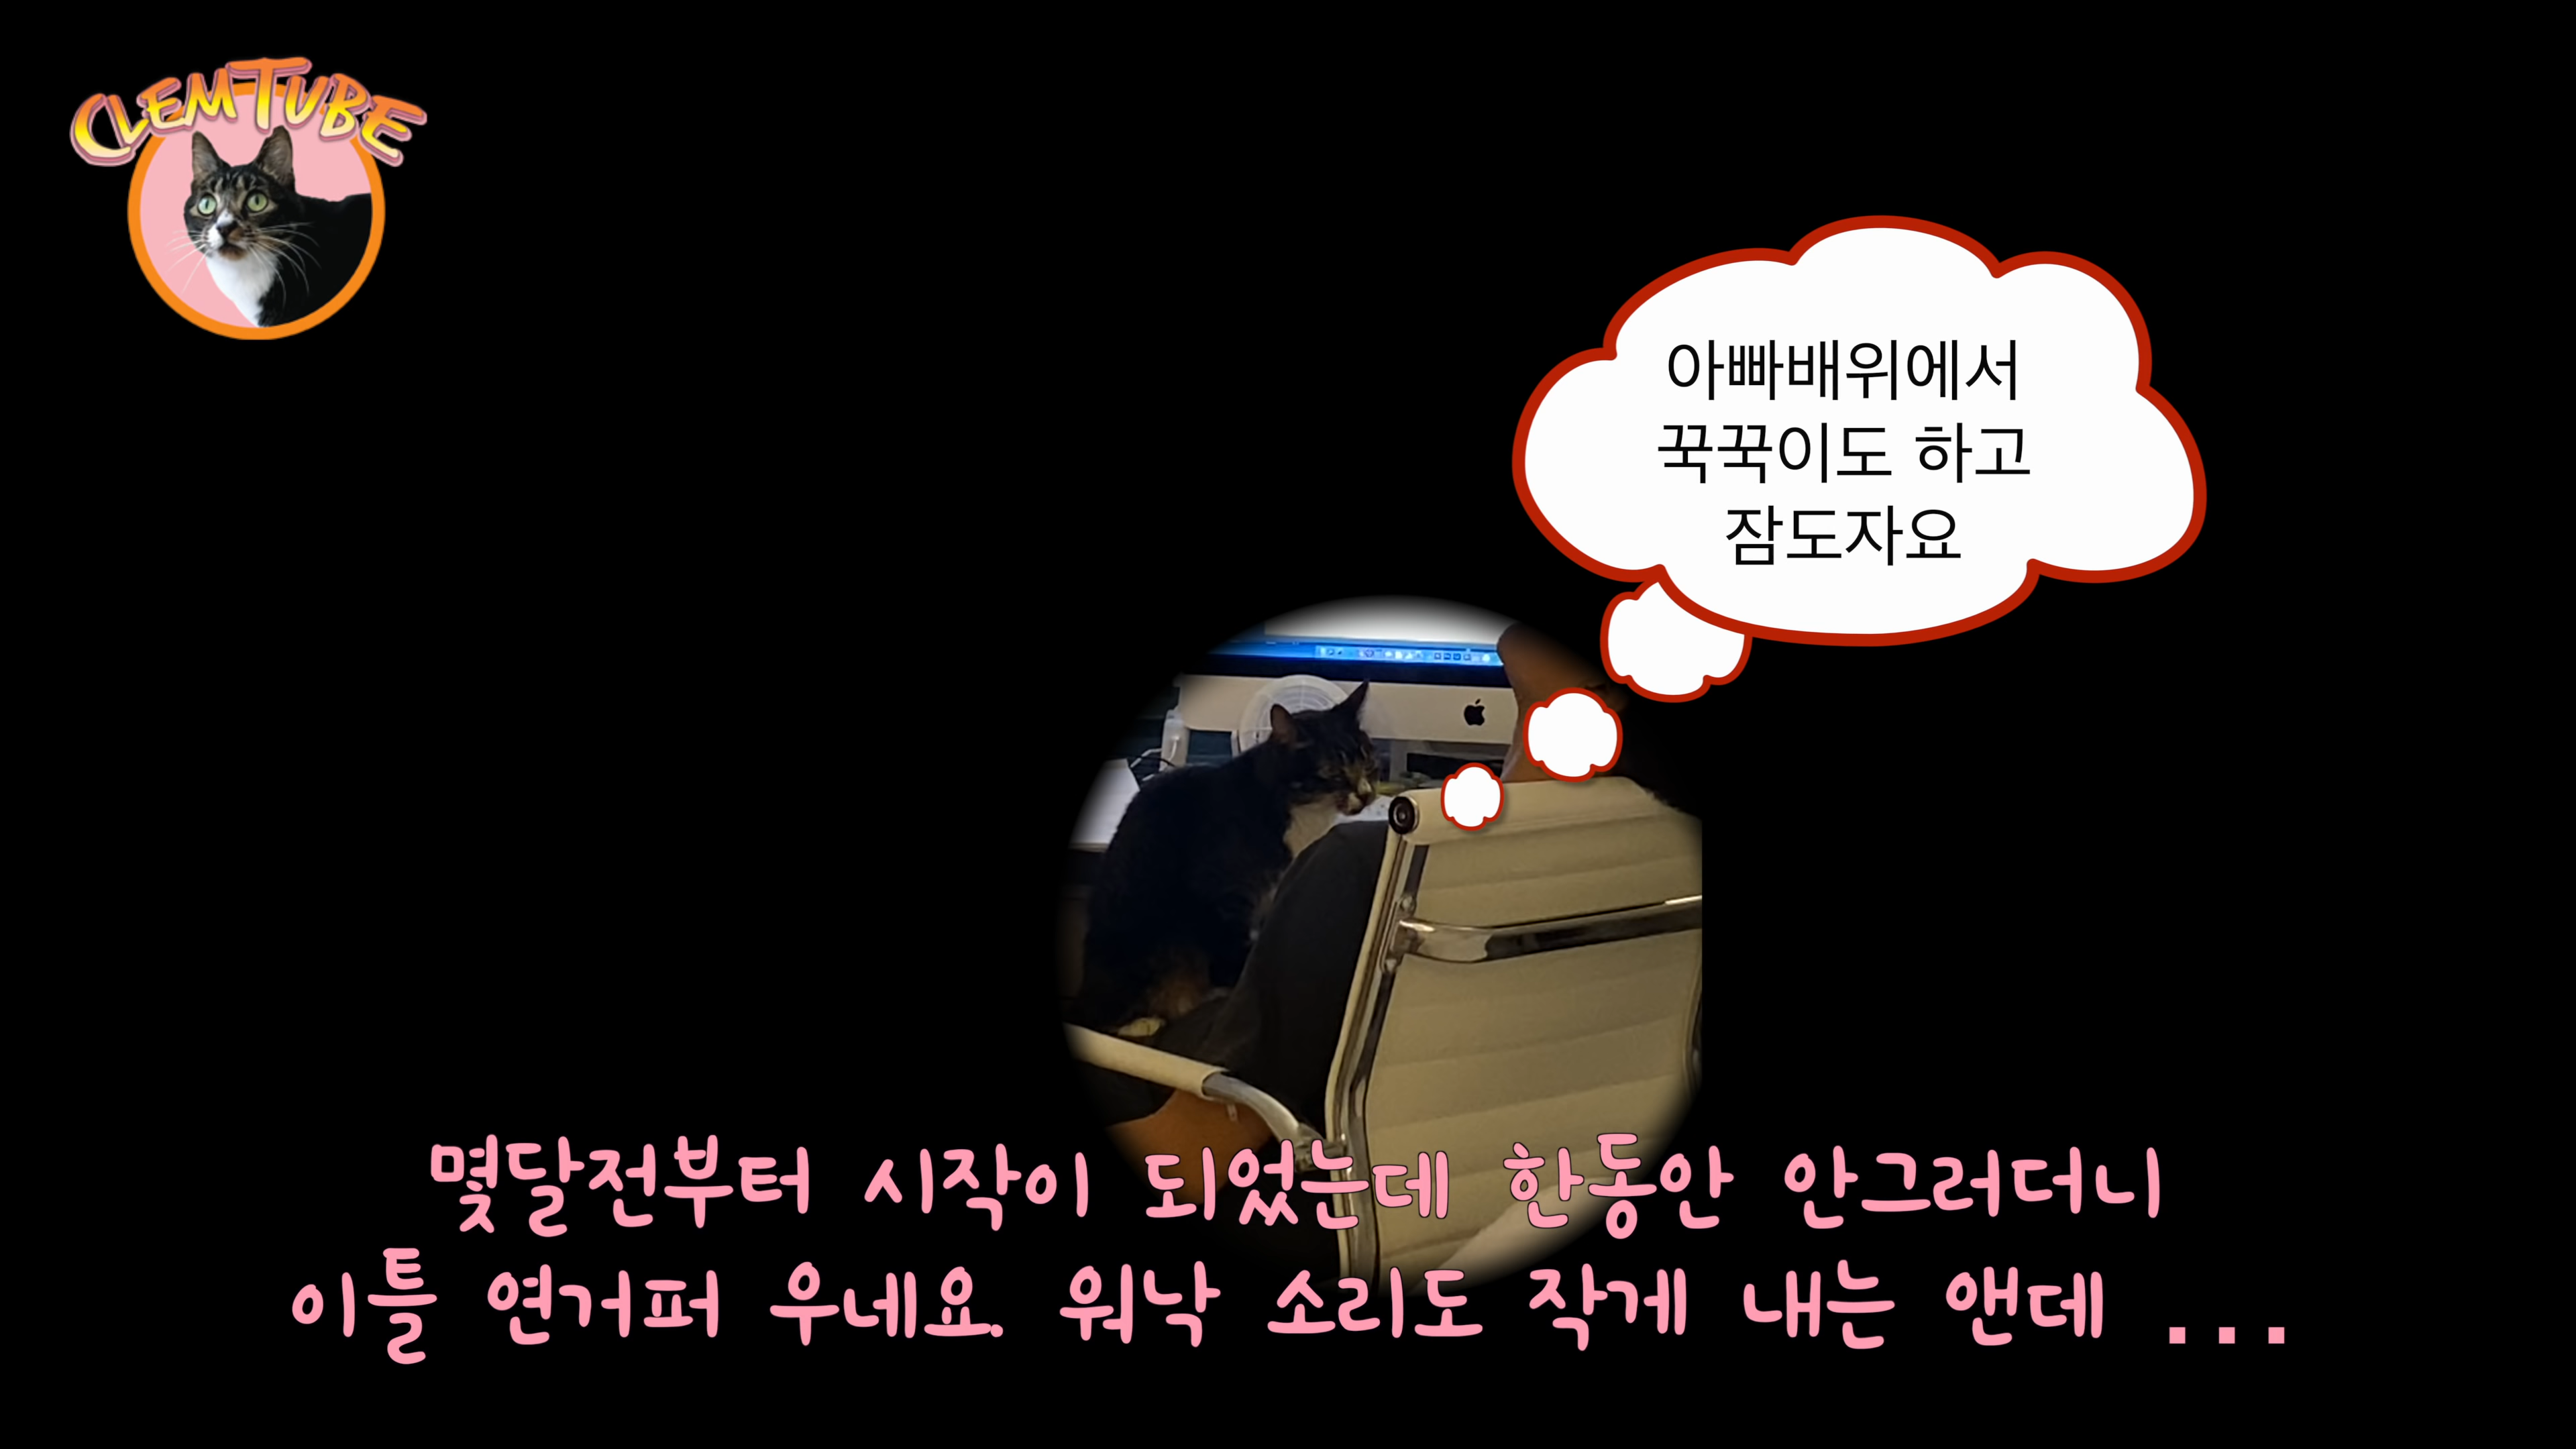 CLEMTUBE
아빠배위에서
꾹꾹이도 하고
잠도자요
몇달전부터 시작이 되었는데 한동안 안그러더니
이틀 연거퍼 우네요. 워낙 소리도 작게 내는 앤데 ...